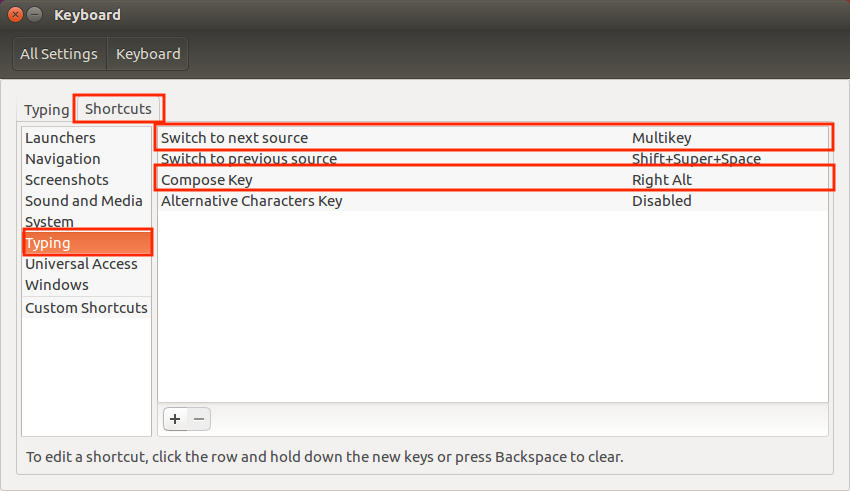 Keyboard
All Settings Keyboard
Typing Shortcuts
Launchers
Navigation
Screenshots
Sound and Media
System
Typing
Universal Access
Windows
Custom Shortcuts
Switch to next source Multikey
Switch to previous source Shift+Super+Space
Compose Key Right Alt
Alternative Characters Key Disabled
To edit a shortcut, click the row and hold down the new keys or press Backspace to clear.